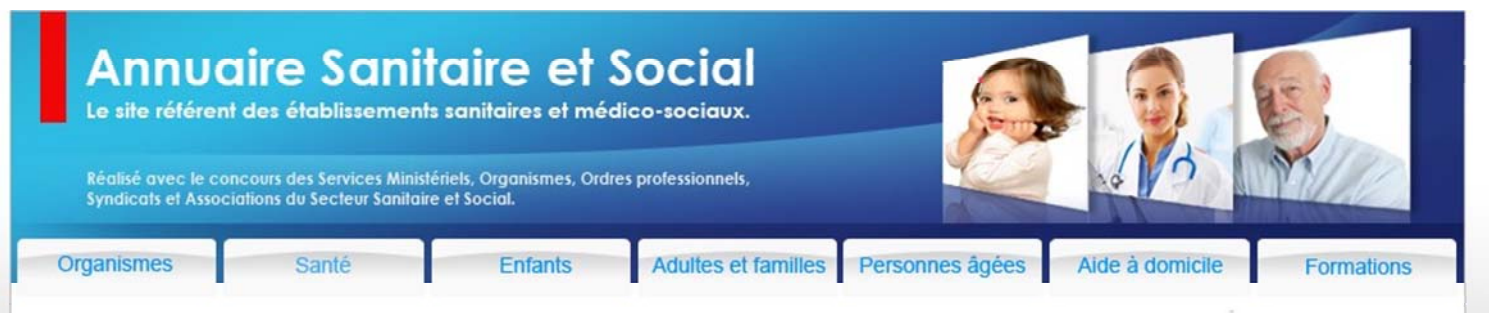 Annuaire Sanitaire et Social
Le site référent des établissements sanitaires et médico-sociaux.
Réalisé avec le concours des Services Ministériels, Organismes, Ordres professionnels,
Syndicats et Associations du Secteur Sanitaire et Social.
Organismes Santé Enfants Adultes et familles Personnes âgées Aide à domicile Formations